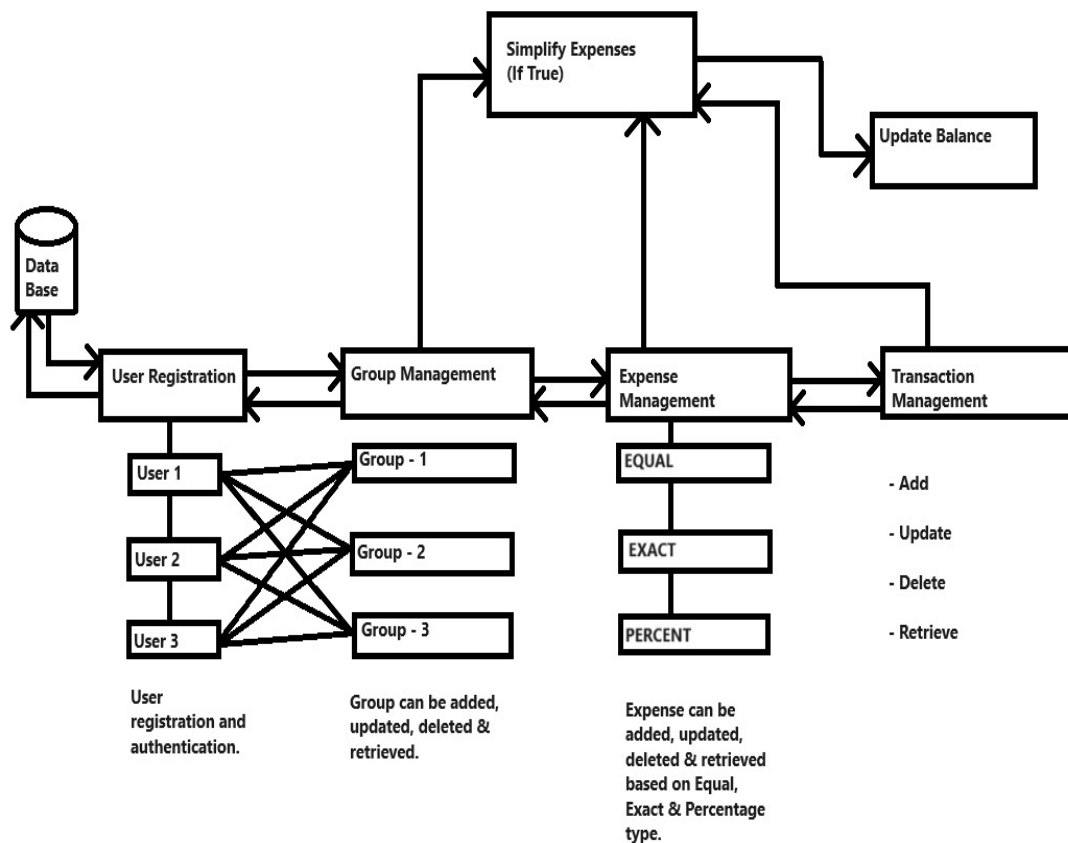 Simplify Expenses
(If True)
Update Balance
Data
Base
User Registration
Group Management
Expense
Management
Transaction
Management
User 1
User 2
User 3
Group - 1
Group - 2
Group - 3
EQUAL
EXACT
PERCENT
- Add
- Update
- Delete
- Retrieve
User
registration and
authentication.
Group can be added,
updated, deleted &
retrieved.
Expense can be
added, updated,
deleted & retrieved
based on Equal,
Exact & Percentage
type.